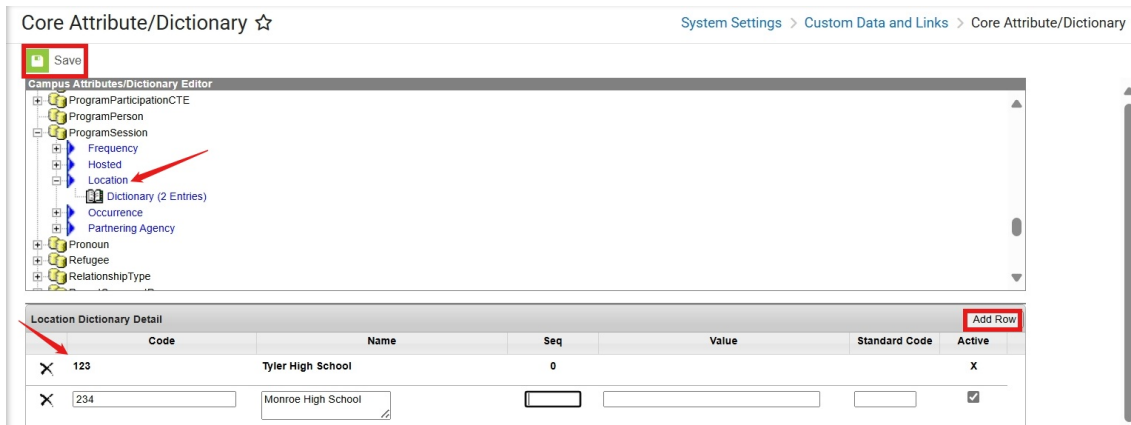 Core Attribute/Dictionary
System Settings > Custom Data and Links > Core Attribute/Dictionary
Save
Campus Attributes/Dictionary Editor
ProgramParticipationCTE
ProgramPerson
ProgramSession
Frequency
Hosted
Location
Dictionary (2 Entries)
Occurrence
Partnering Agency
Pronoun
Refugee
RelationshipType
Location Dictionary Detail Add Row
Code Name Seq Value Standard Code Active
123 Tyler High School 0 X
234 Monroe High School